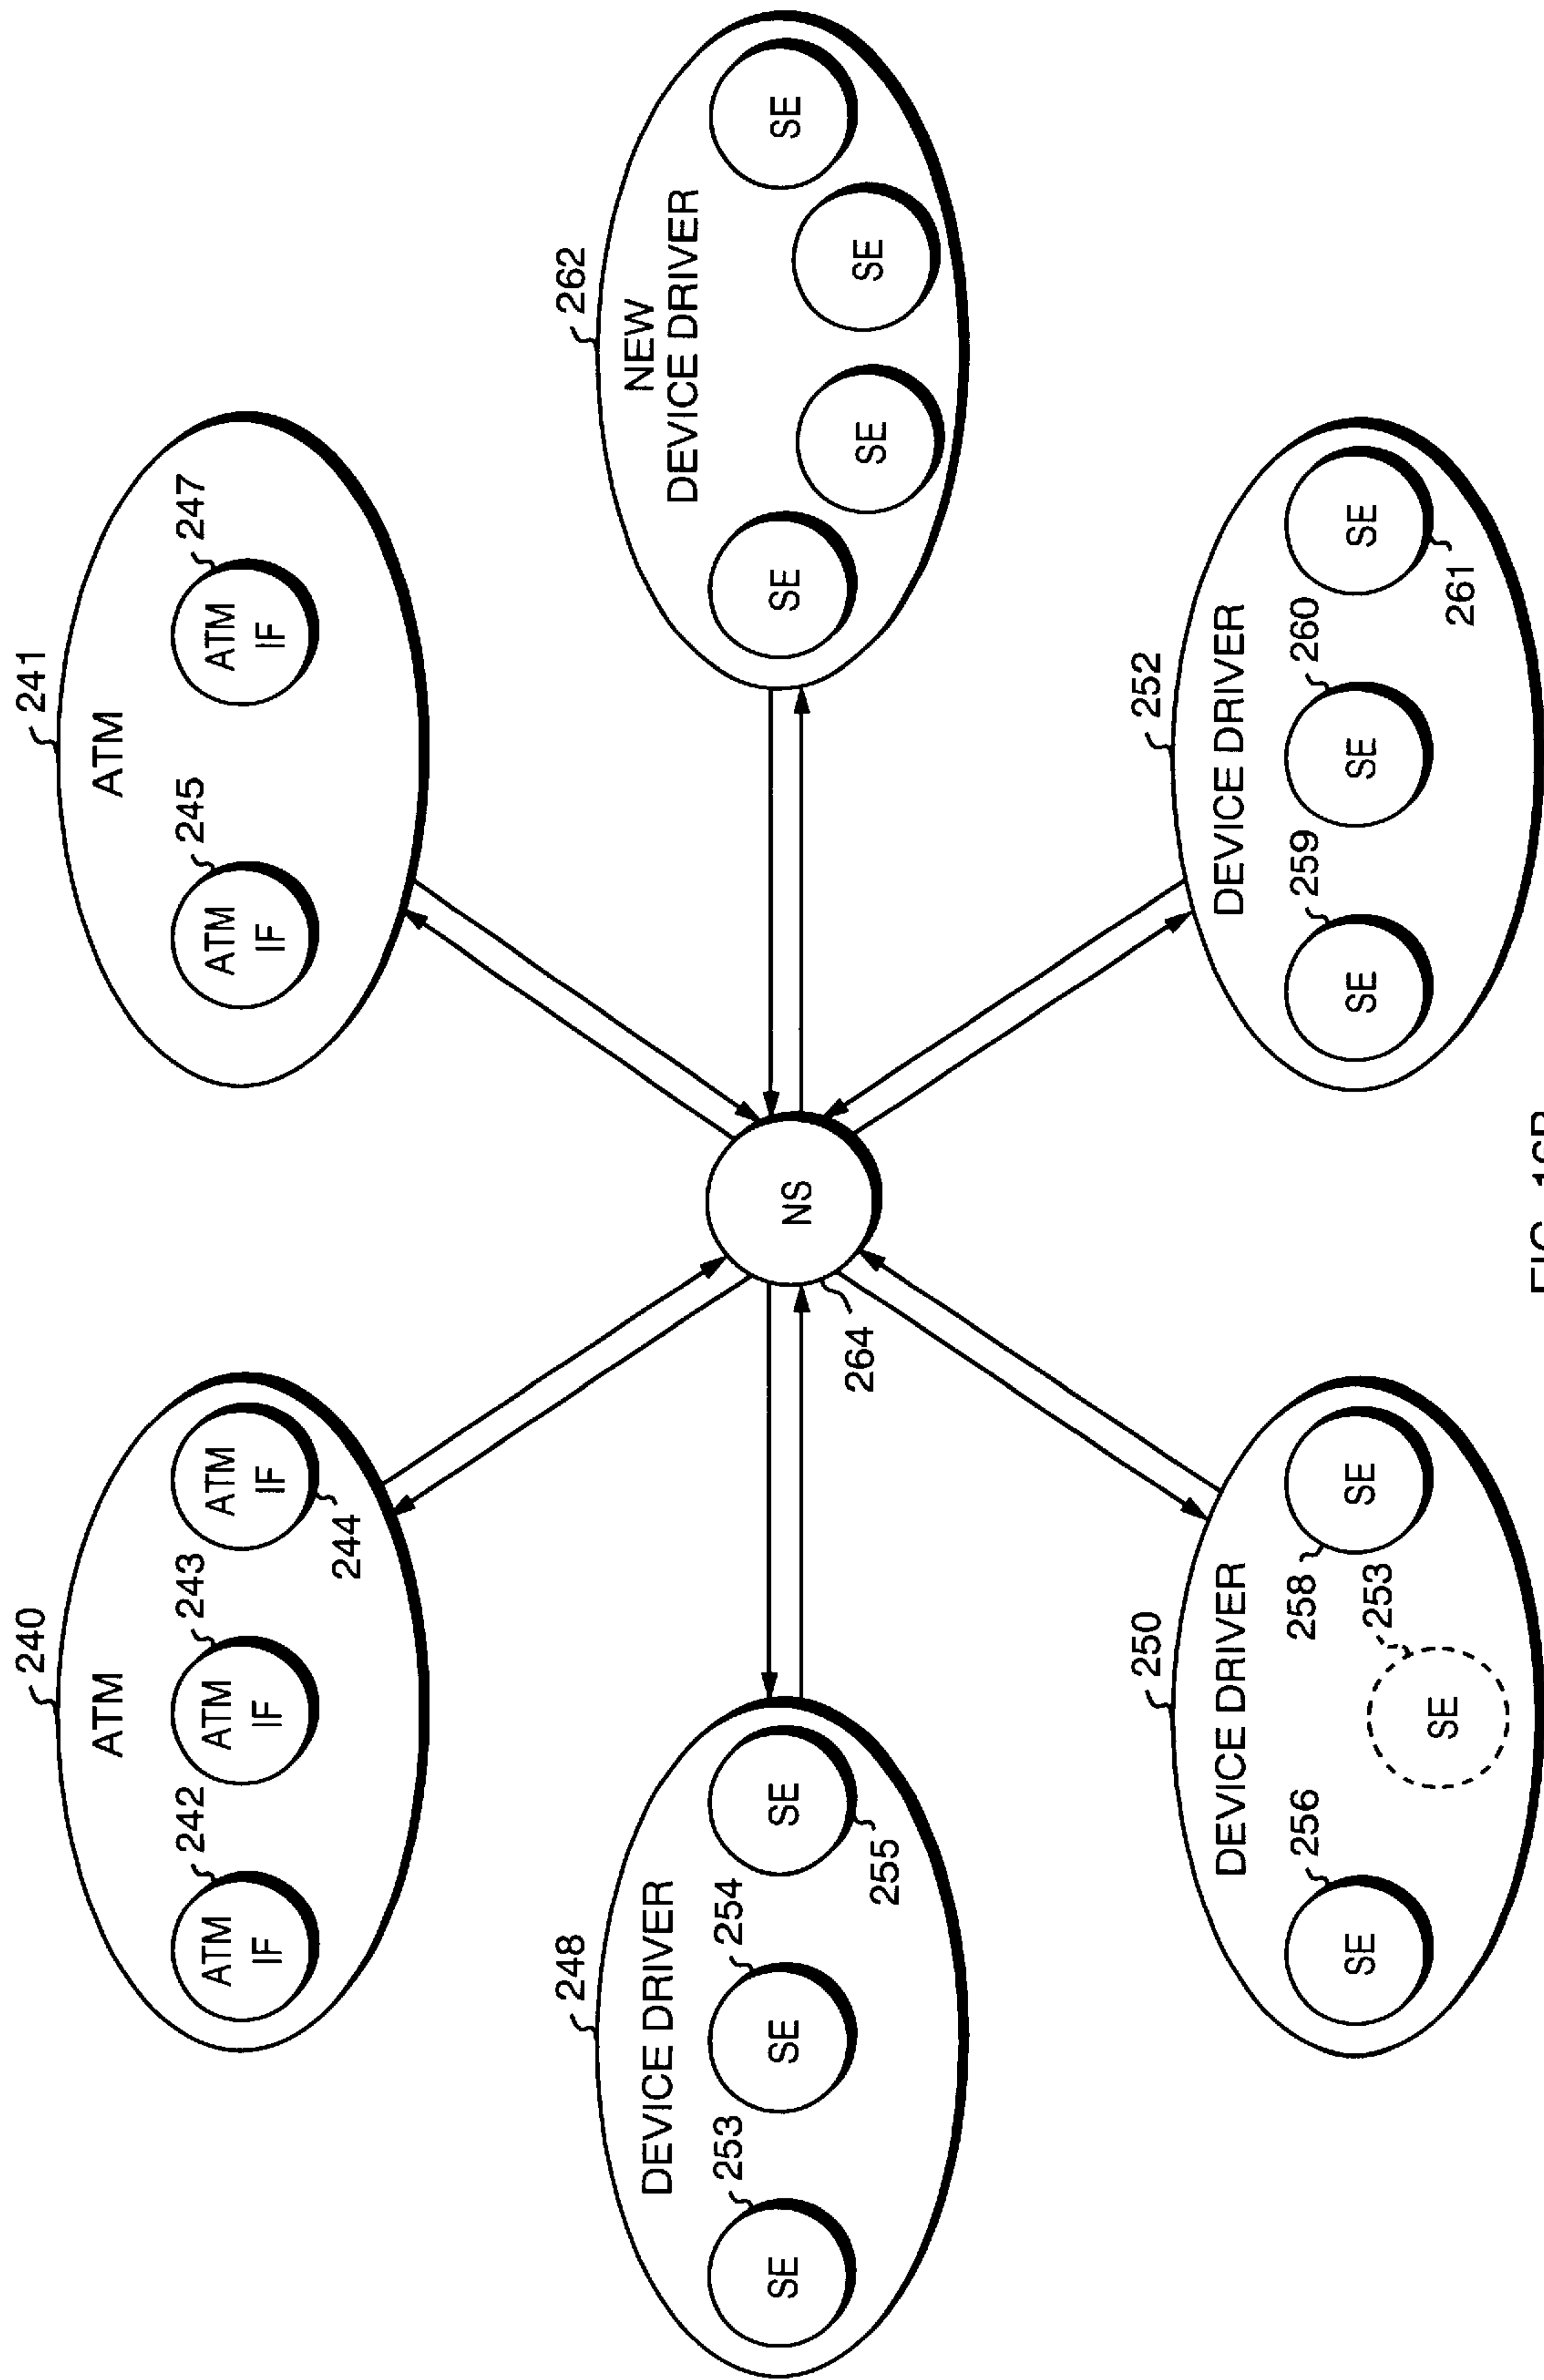 240
ATM
242
ATM
IF
243
ATM
IF
ATM
IF
244
241
ATM
245
ATM
IF
247
ATM
IF
248
DEVICE DRIVER
253
SE
254
SE
SE
255
NS
264
262
NEW
DEVICE DRIVER
SE
SE
SE
SE
250
DEVICE DRIVER
256
SE
258
SE
253
SE
252
DEVICE DRIVER
259
SE
260
SE
SE
261
FIG.